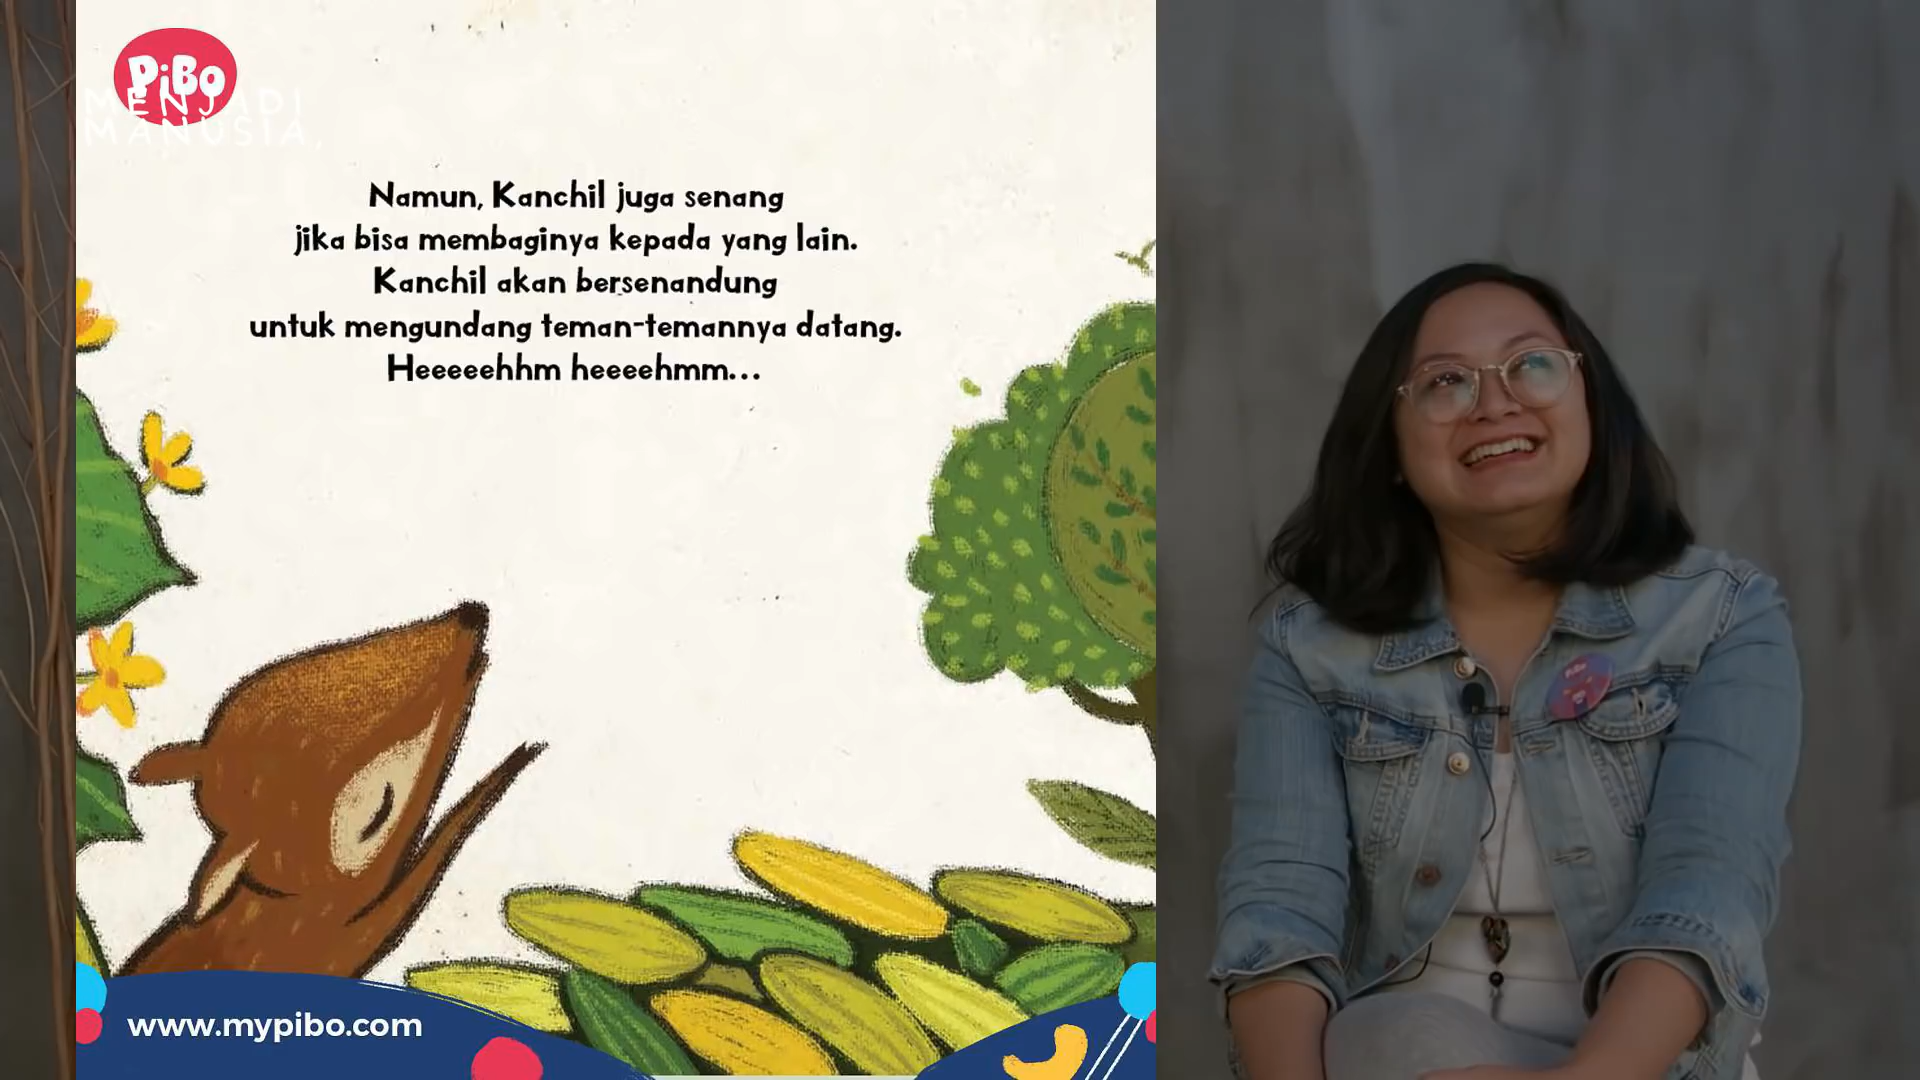 PiBo
MENJADI
MANUSIA,
Namun, Kanchil juga senang
jika bisa membaginya kepada yang lain.
Kanchil akan bersenandung
untuk mengundang teman-temannya datang.
Heeeeehhm heeeehmm...
www.mypibo.com
PiBo